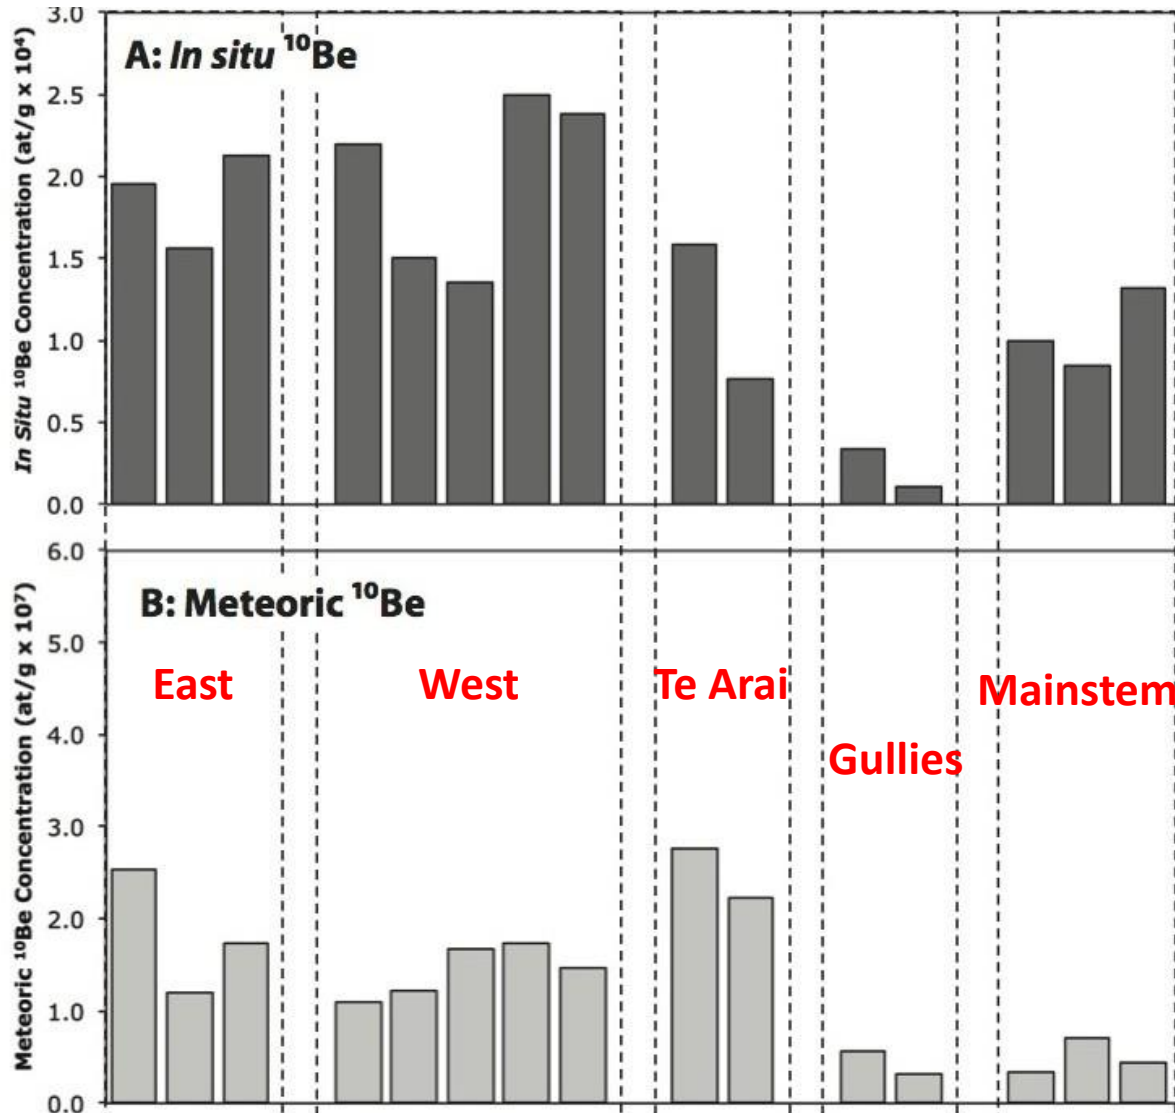 3.0
A: In situ ¹⁰Be
2.5
2.0
1.5
1.0
0.5
0.0
In Situ ¹⁰Be Concentration (at/g x 10⁴)
6.0
B: Meteoric ¹⁰Be
5.0
East West Te Arai Mainstem
4.0
Gullies
3.0
2.0
1.0
0.0
Meteoric ¹⁰Be Concentration (at/g x 10⁷)